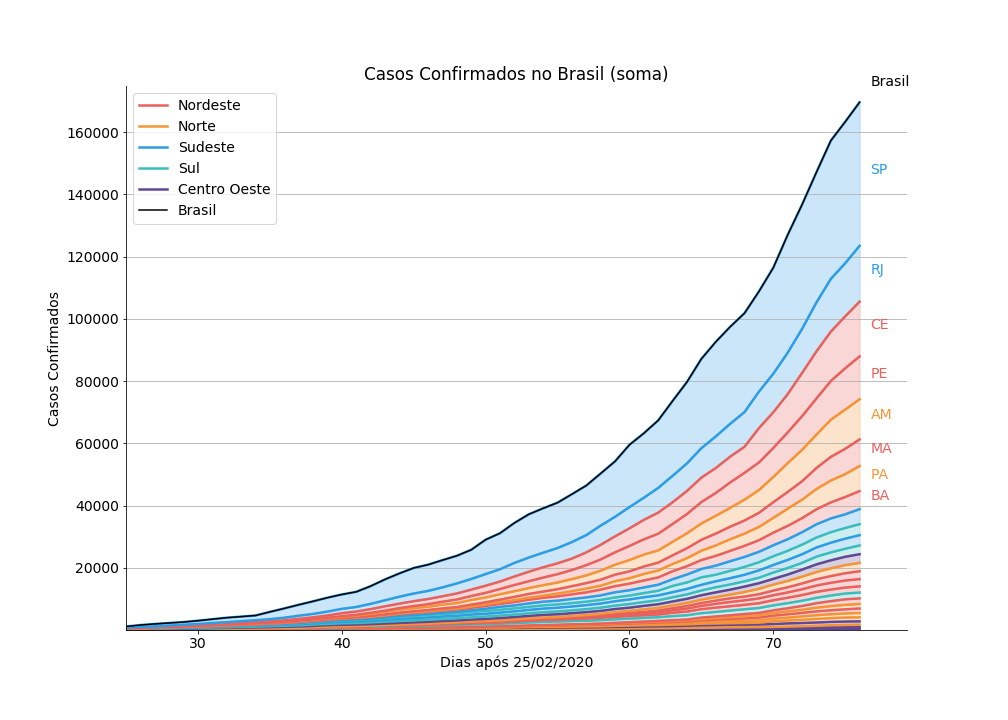 Casos Confirmados no Brasil (soma)
Brasil
Nordeste
Norte
Sudeste
Sul
Centro Oeste
Brasil
160000
140000
120000
100000
80000
60000
40000
20000
Casos Confirmados
SP
RJ
CE
PE
AM
MA
PA
BA
30
40
50
60
70
Dias após 25/02/2020